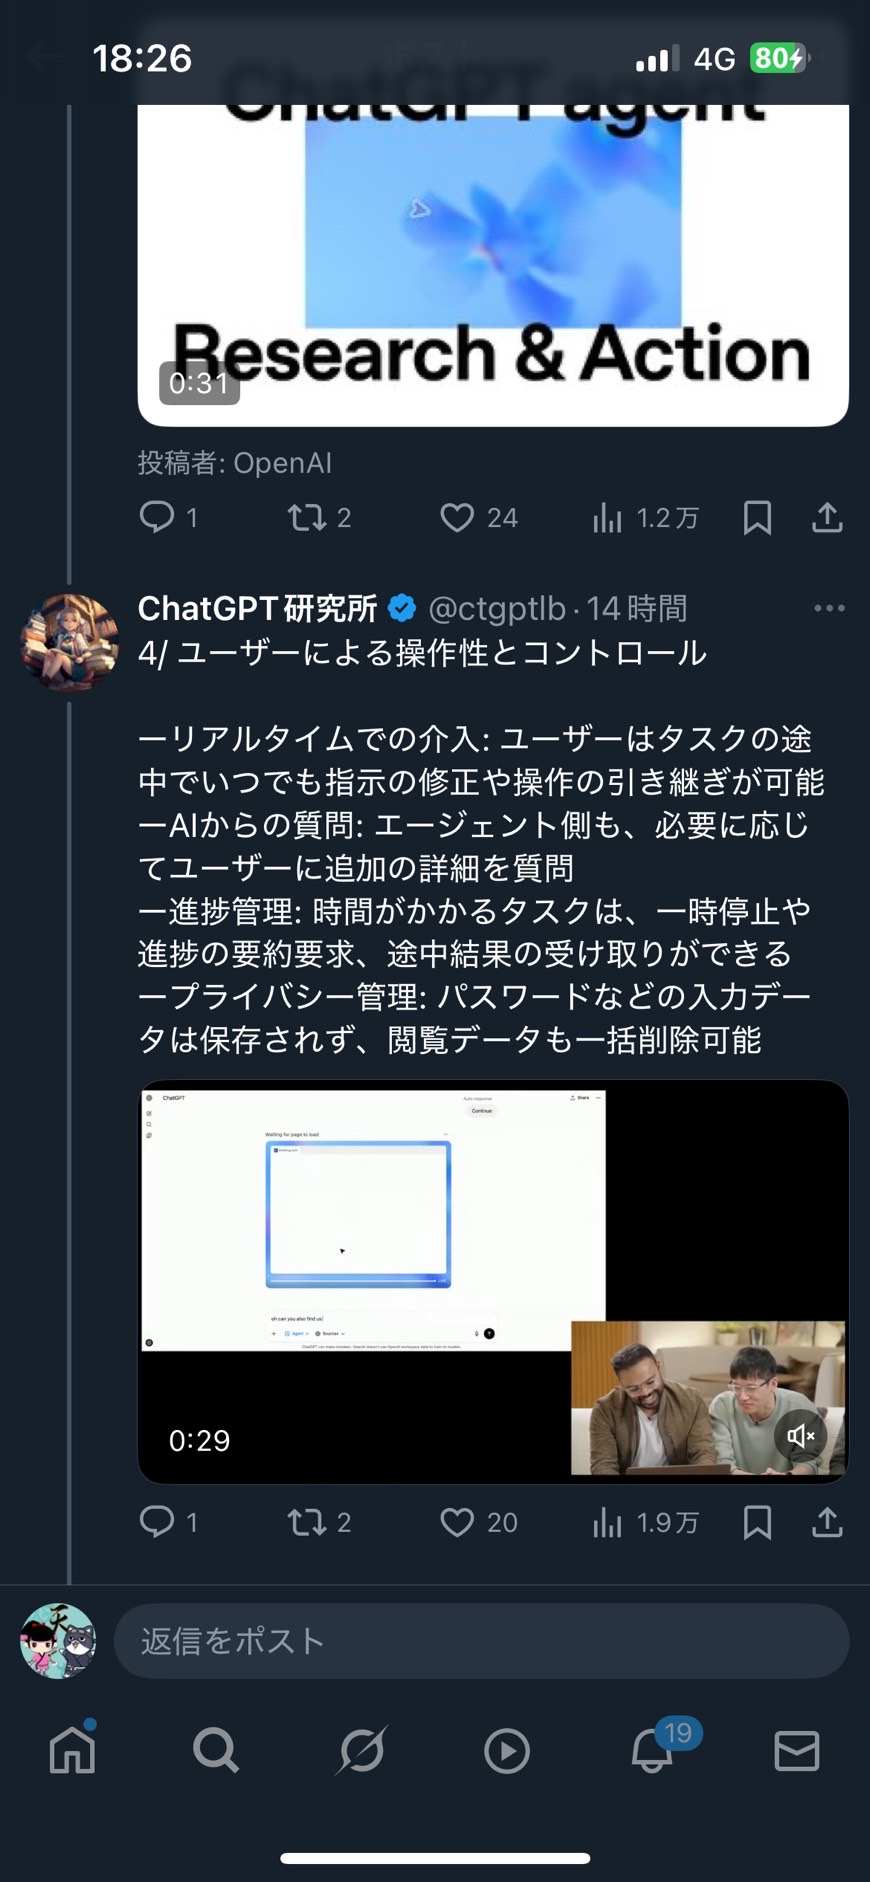 18:26
4G
80
ChatGPT agent
Research & Action
0:31
投稿者: OpenAI
1
2
24
1.2万
ChatGPT研究所 @ctgptlb · 14時間
4/ ユーザーによる操作性とコントロール
ーリアルタイムでの介入: ユーザーはタスクの途
中でいつでも指示の修正や操作の引き継ぎが可能
ーAIからの質問: エージェント側も、必要に応じ
てユーザーに追加の詳細を質問
ー進捗管理: 時間がかかるタスクは、一時停止や
進捗の要約要求、途中結果の受け取りができる
ープライバシー管理: パスワードなどの入力デー
タは保存されず、閲覧データも一括削除可能
ChatGPT
Share
Continue
Waiting for page to load
oh can you also find us
Agent
Sources
0:29
1
2
20
1.9万
天
返信をポスト
19